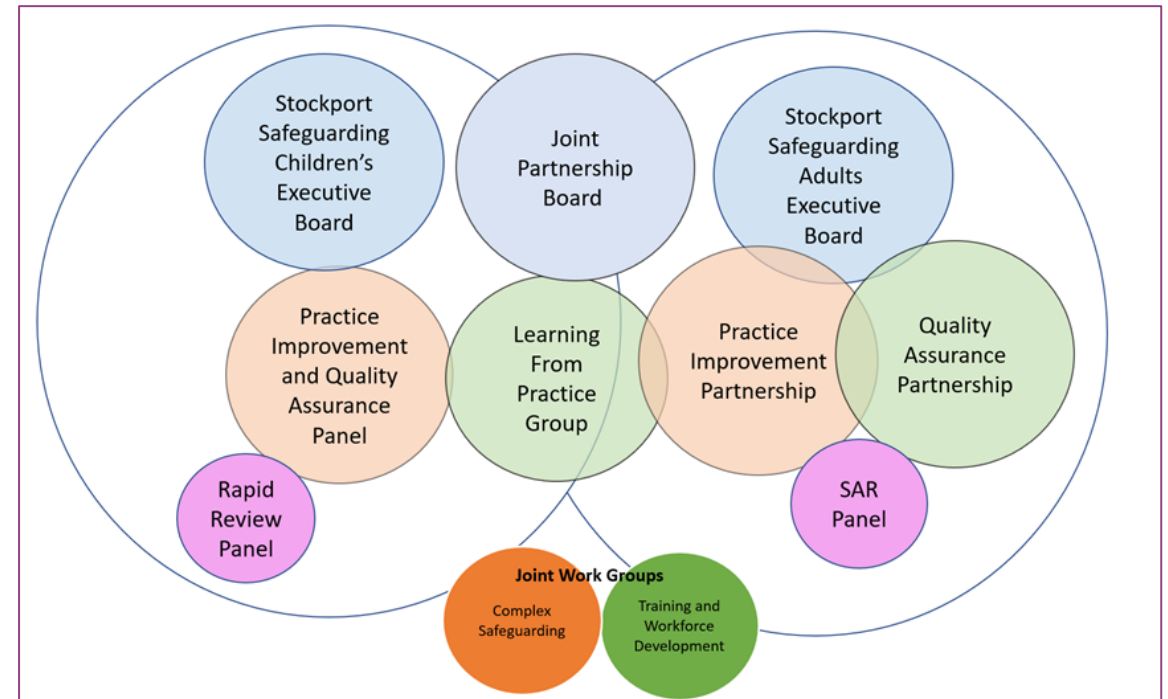 Stockport
Safeguarding
Children’s
Executive
Board
Joint
Partnership
Board
Stockport
Safeguarding
Adults
Executive
Board
Practice
Improvement
and Quality
Assurance
Panel
Learning
From
Practice
Group
Practice
Improvement
Partnership
Quality
Assurance
Partnership
Rapid
Review
Panel
SAR
Panel
Joint Work Groups
Complex
Safeguarding
Training and
Workforce
Development